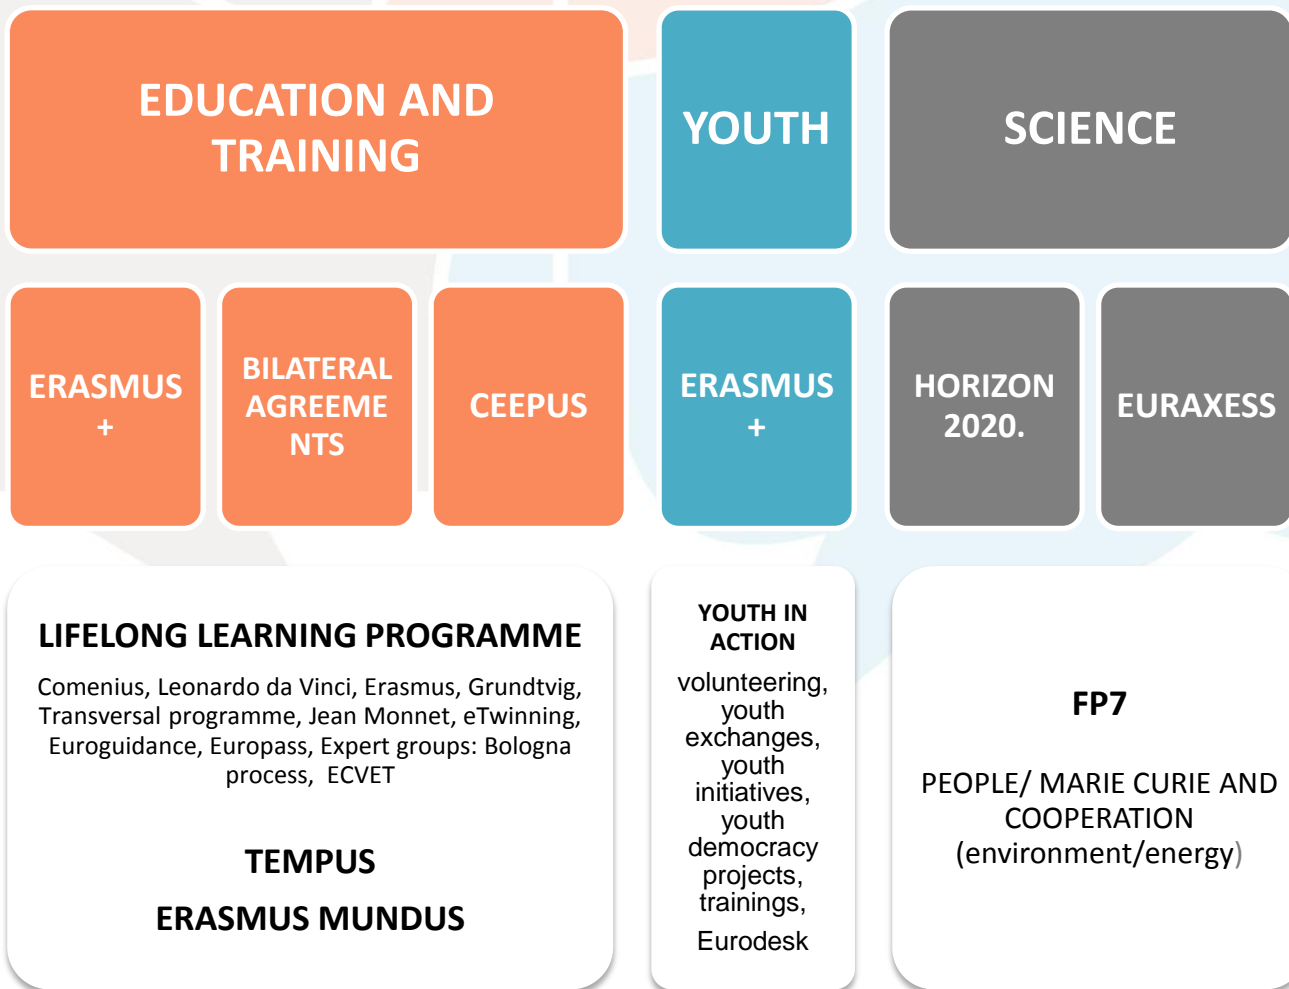 EDUCATION AND
TRAINING
YOUTH
SCIENCE
ERASMUS
+
BILATERAL
AGREEME
NTS
CEEPUS
ERASMUS
+
HORIZON
2020.
EURAXESS
LIFELONG LEARNING PROGRAMME
Comenius, Leonardo da Vinci, Erasmus, Grundtvig,
Transversal programme, Jean Monnet, eTwinning,
Euroguidance, Europass, Expert groups: Bologna
process, ECVET
TEMPUS
ERASMUS MUNDUS
YOUTH IN
ACTION
volunteering,
youth
exchanges,
youth
initiatives,
youth
democracy
projects,
trainings,
Eurodesk
FP7
PEOPLE/ MARIE CURIE AND
COOPERATION
(environment/energy)